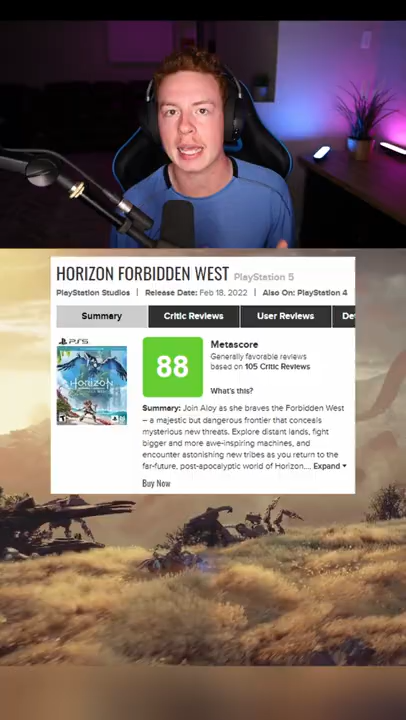 HORIZON FORBIDDEN WEST PlayStation 5
PlayStation Studios | Release Date: Feb 18, 2022 | Also On: PlayStation 4
Summary Critic Reviews User Reviews De
PS5
HORIZON
88
Metascore
Generally favorable reviews
based on 105 Critic Reviews
What's this?
Summary: Join Aloy as she braves the Forbidden West
– a majestic but dangerous frontier that conceals
mysterious new threats. Explore distant lands, fight
bigger and more awe-inspiring machines, and
encounter astonishing new tribes as you return to the
far-future, post-apocalyptic world of Horizon.... Expand
Buy Now